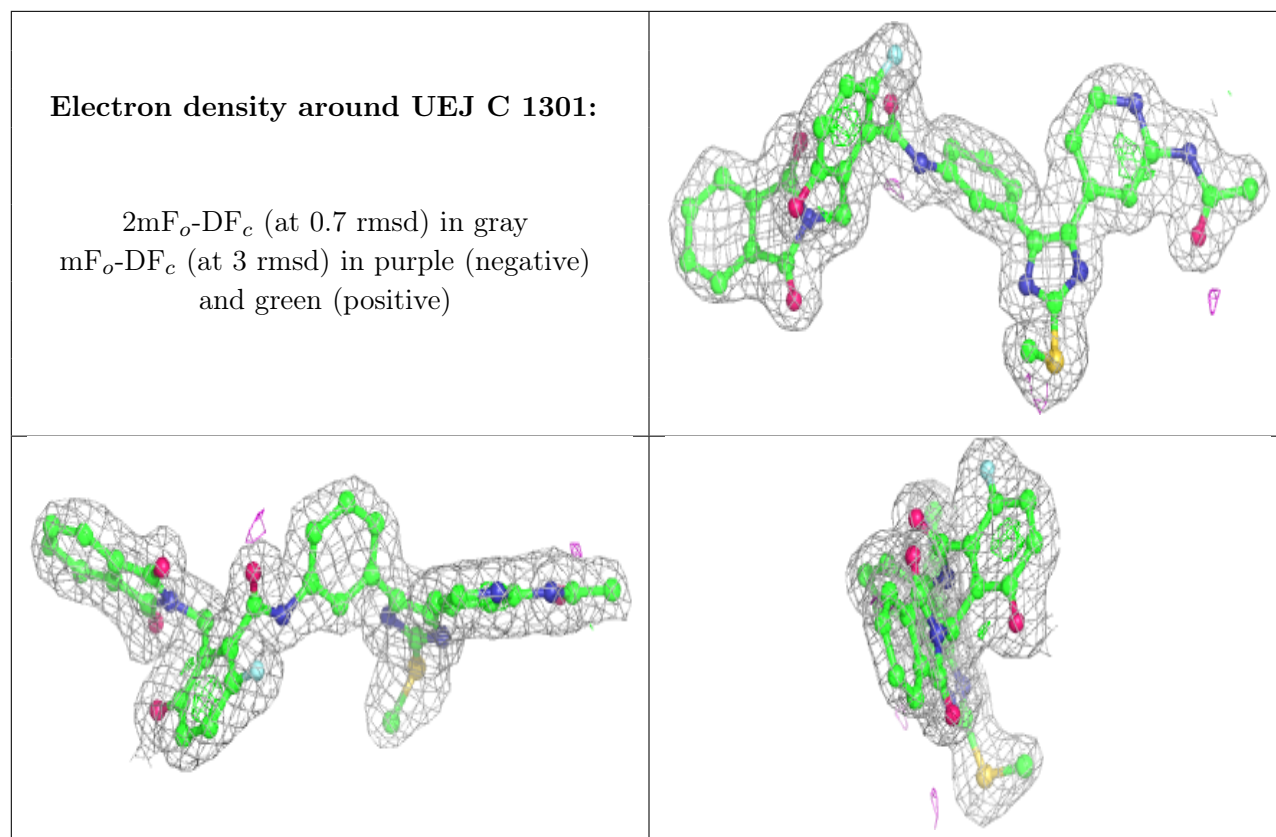 Electron density around UEJ C 1301:
2mFₒ-DF𝒸 (at 0.7 rmsd) in gray
mFₒ-DF𝒸 (at 3 rmsd) in purple (negative)
and green (positive)